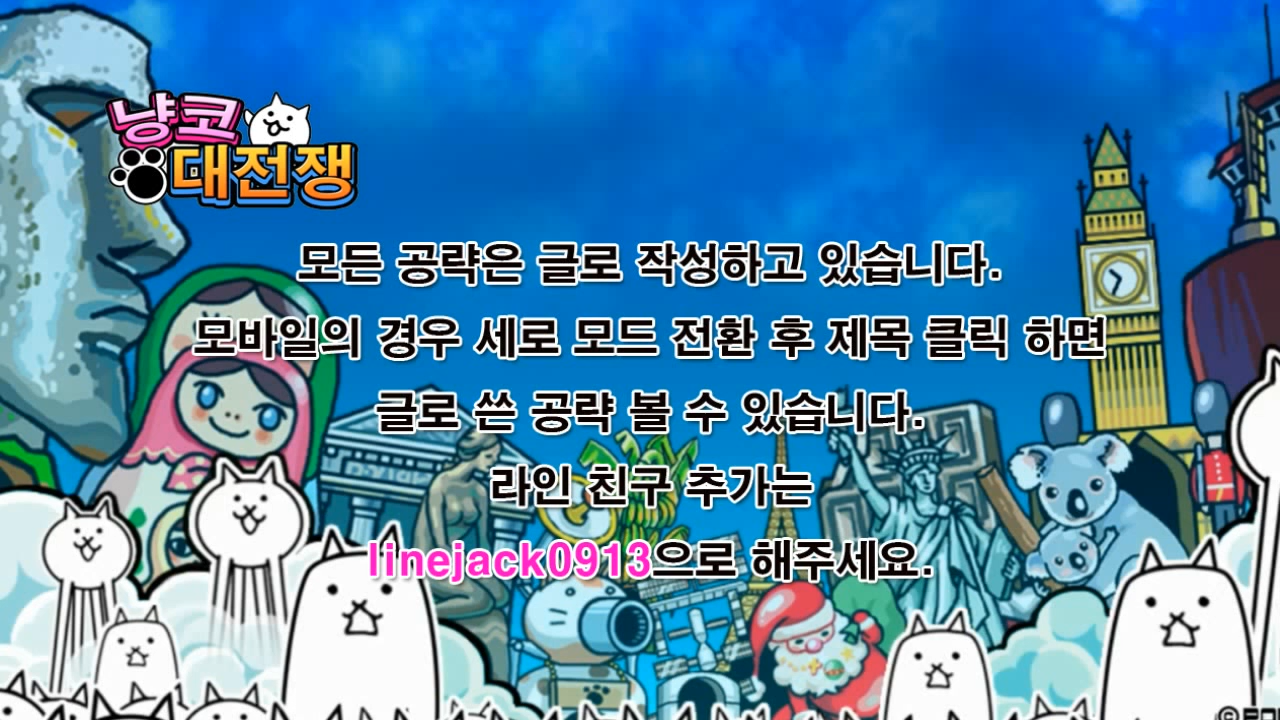 냥코
대전쟁
모든 공략은 글로 작성하고 있습니다.
모바일의 경우 세로 모드 전환 후 제목 클릭 하면
글로 쓴 공략 볼 수 있습니다.
라인 친구 추가는
linejack0913으로 해주세요.